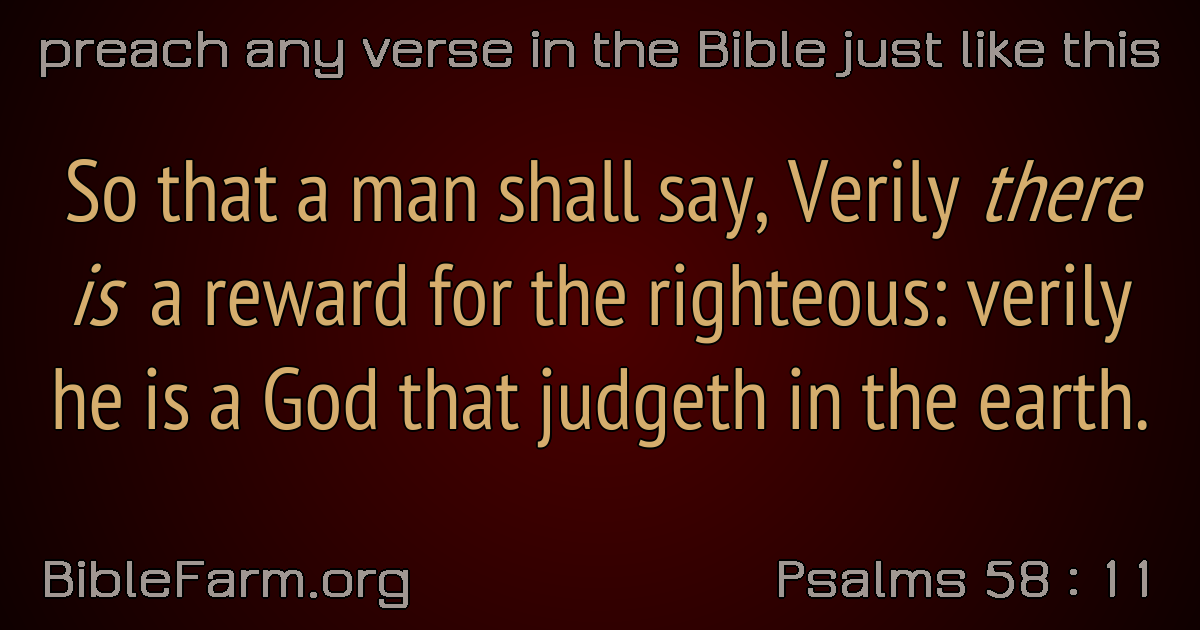 preach any verse in the Bible just like this
So that a man shall say, Verily there
is a reward for the righteous: verily
he is a God that judgeth in the earth.
BibleFarm.org
Psalms 58 : 11